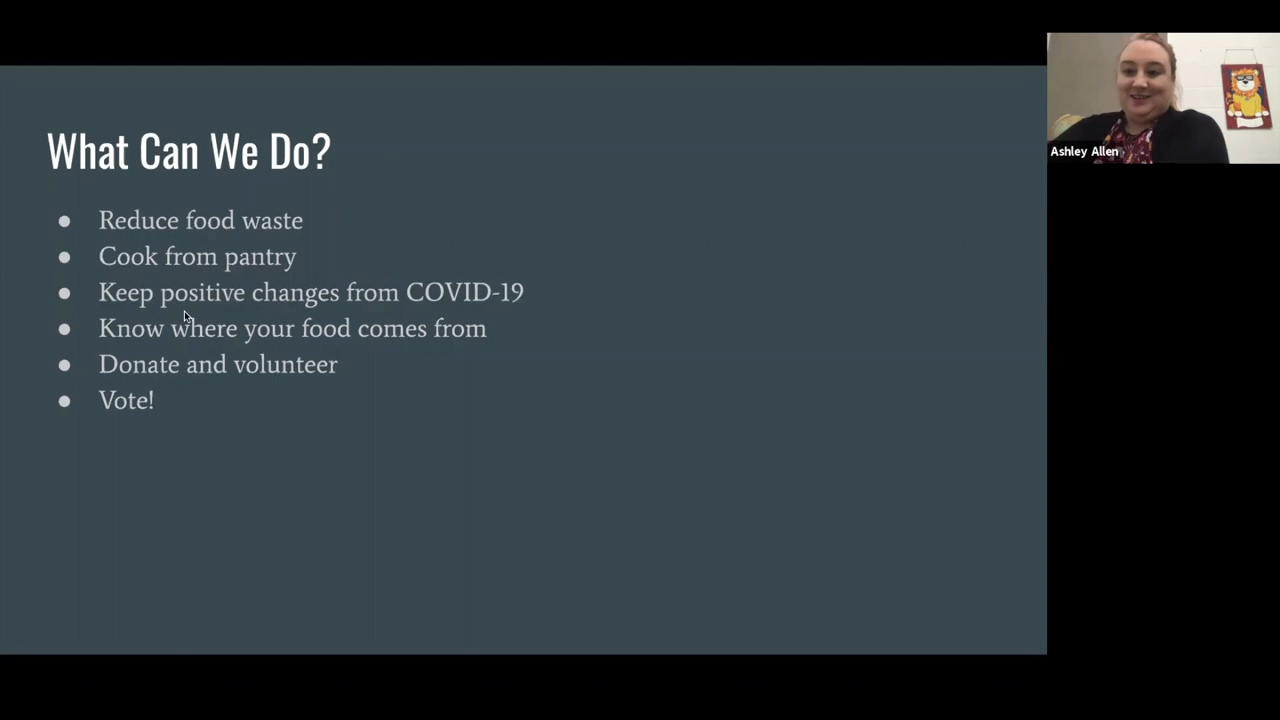 What Can We Do?
● Reduce food waste
● Cook from pantry
● Keep positive changes from COVID-19
● Know where your food comes from
● Donate and volunteer
● Vote!
Ashley Allen